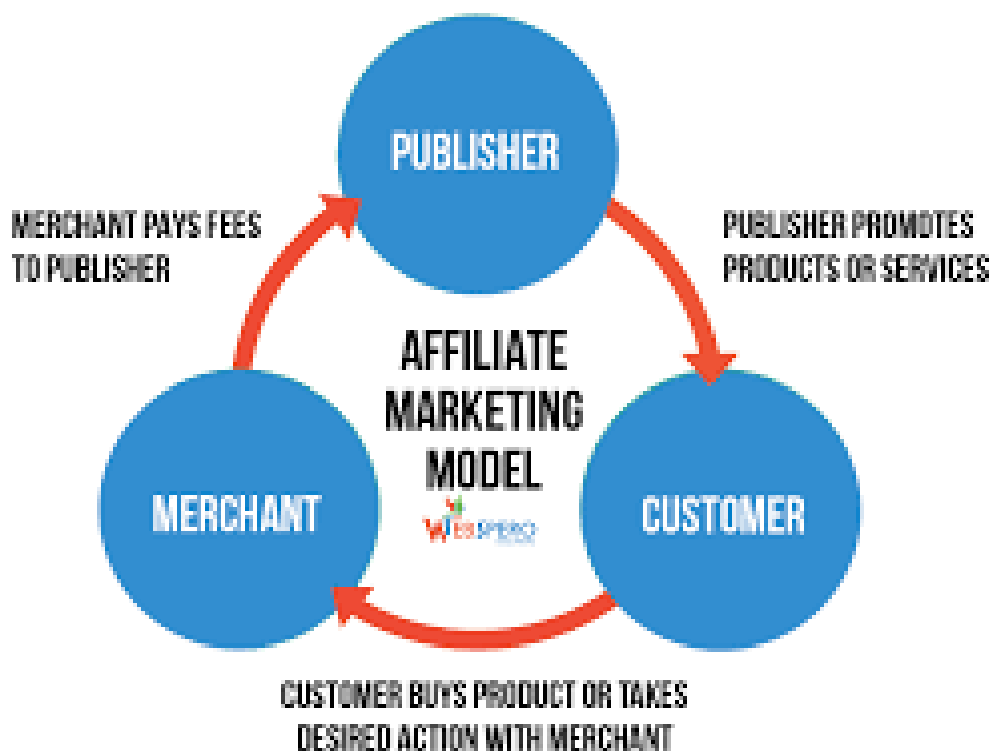 PUBLISHER
MERCHANT PAYS FEES
TO PUBLISHER
PUBLISHER PROMOTES
PRODUCTS OR SERVICES
AFFILIATE
MARKETING
MODEL
MERCHANT
CUSTOMER
CUSTOMER BUYS PRODUCT OR TAKES
DESIRED ACTION WITH MERCHANT